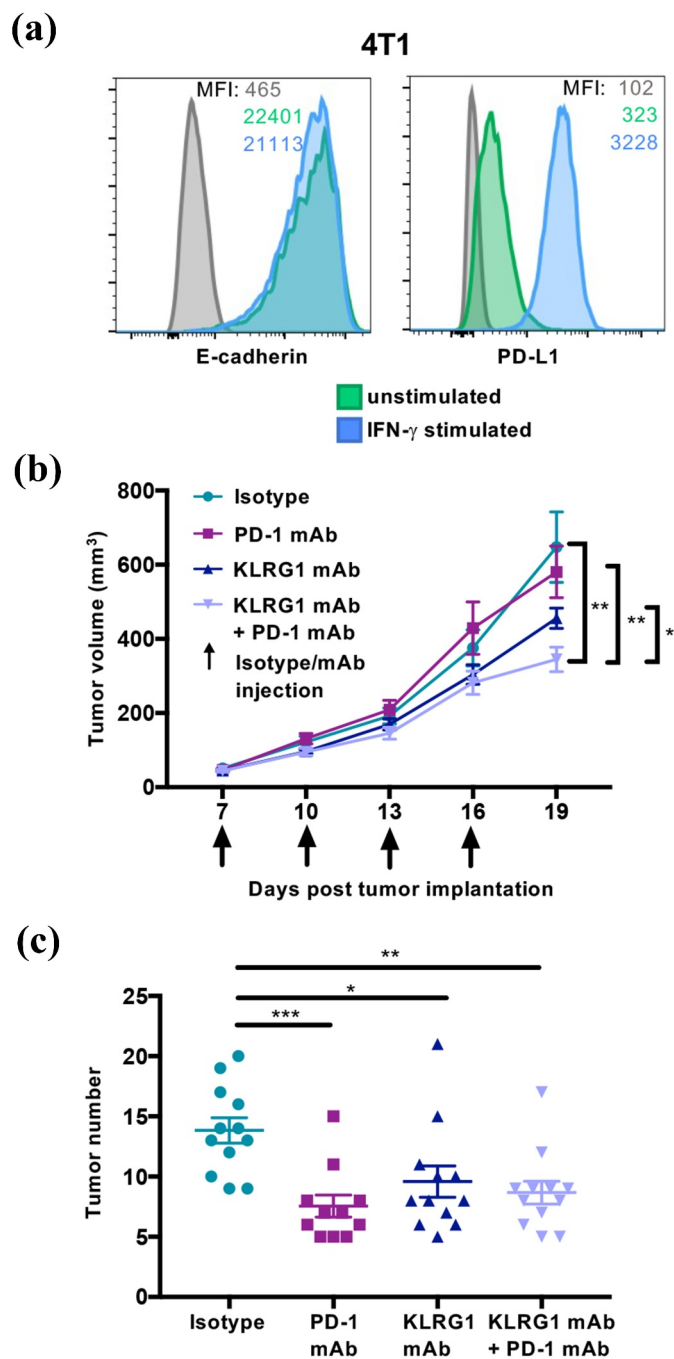 (a)
4T1
MFI: 465
22401
21113
MFI: 102
323
3228
E-cadherin
PD-L1
unstimulated
IFN-γ stimulated
(b)
Tumor volume (mm³)
800
600
400
200
0
Isotype
PD-1 mAb
KLRG1 mAb
KLRG1 mAb
+ PD-1 mAb
Isotype/mAb
injection
**
**
*
7 10 13 16 19
Days post tumor implantation
(c)
Tumor number
**
*
***
25
20
15
10
5
0
Isotype
PD-1
mAb
KLRG1
mAb
KLRG1 mAb
+ PD-1 mAb